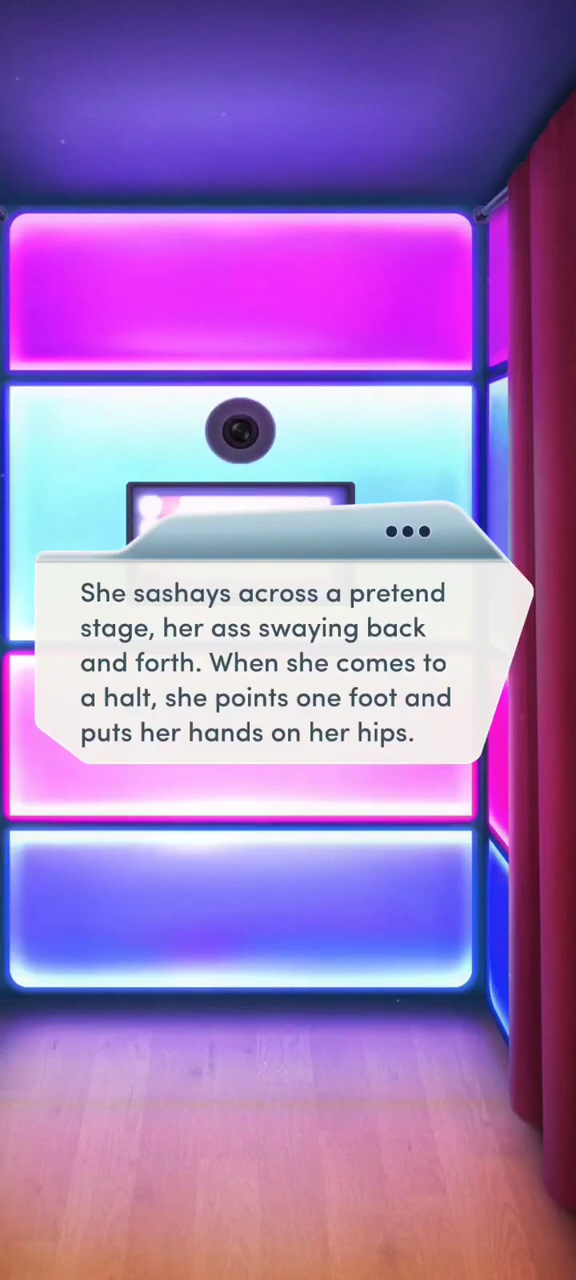 She sashays across a pretend
stage, her ass swaying back
and forth. When she comes to
a halt, she points one foot and
puts her hands on her hips.